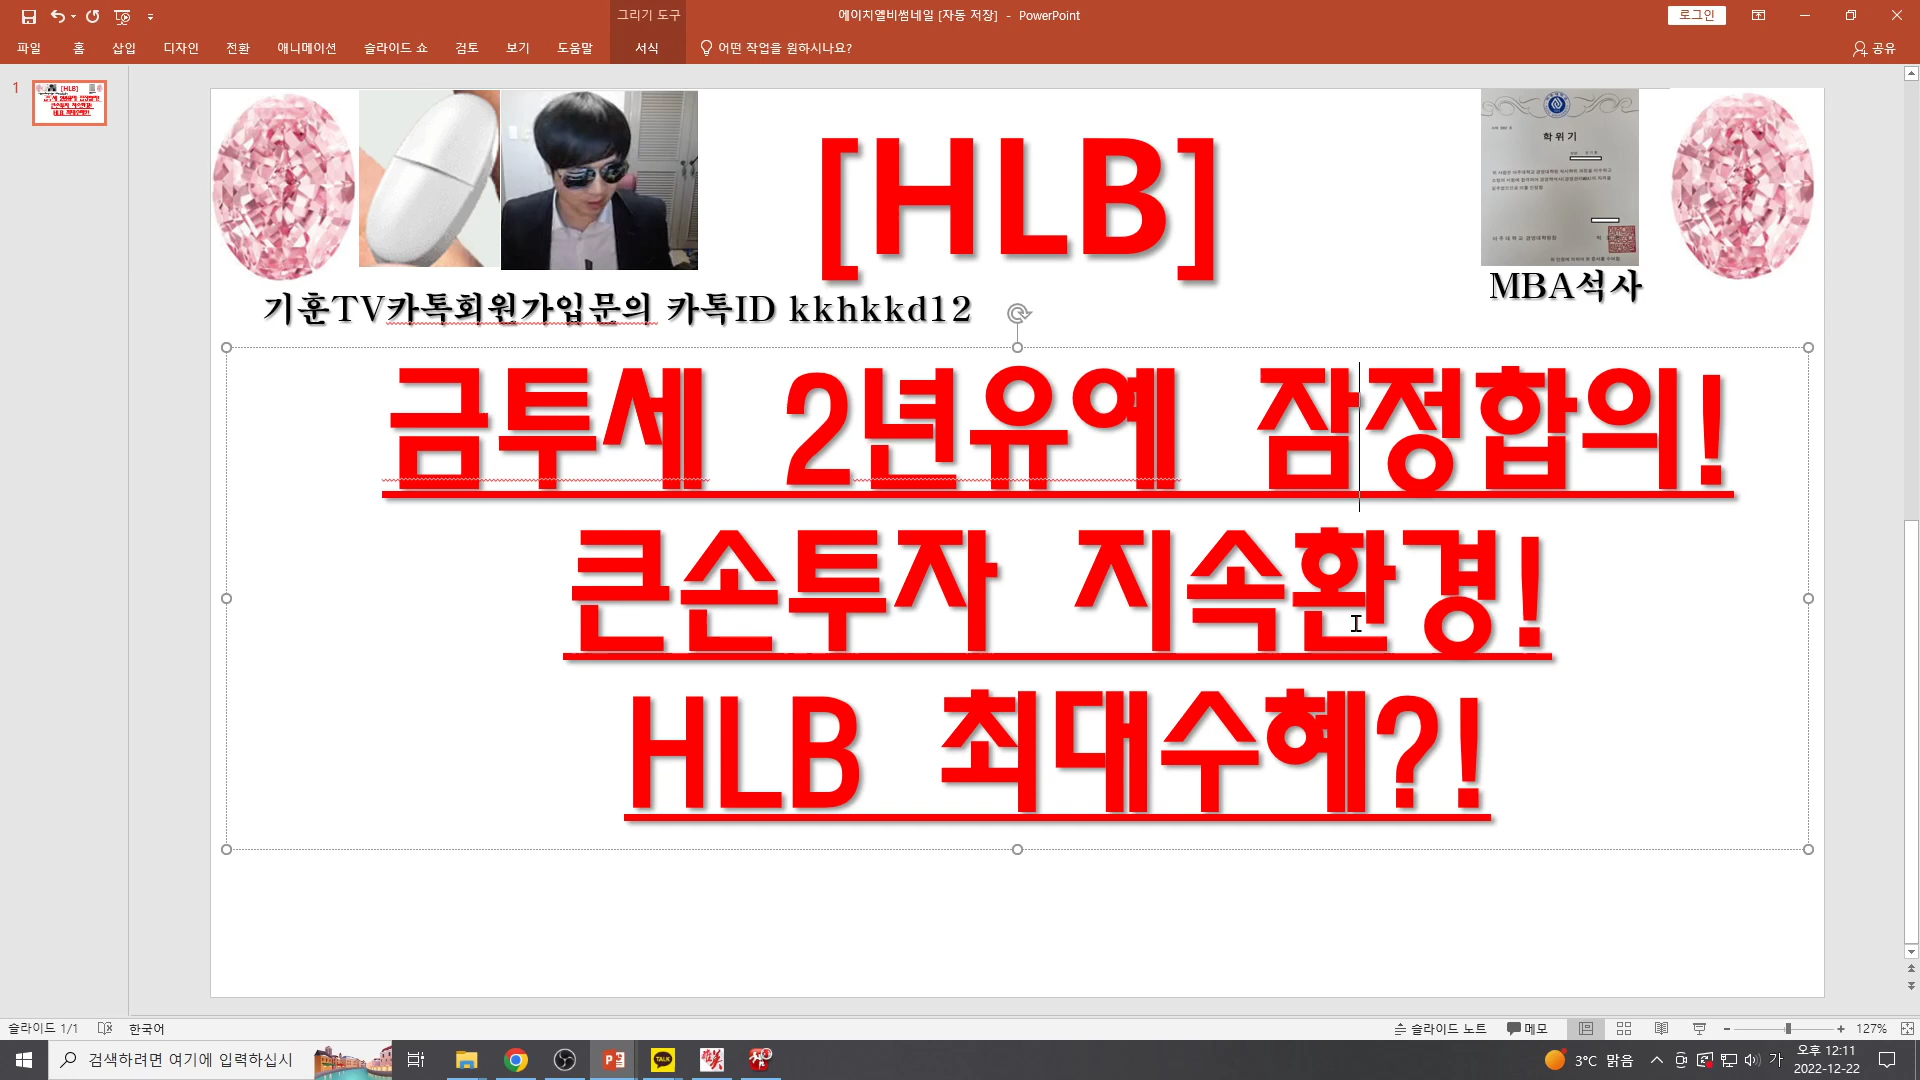 에이치엘비썸네일 [자동 저장] - PowerPoint
그리기 도구
로그인
파일 홈 삽입 디자인 전환 애니메이션 슬라이드 쇼 검토 보기 도움말 서식 어떤 작업을 원하시나요? 공유
1
[HLB]
학위기
MBA석사
기훈TV카톡회원가입문의 카톡ID kkhkkd12
금투세 2년유예 잠정합의!
큰손투자 지속환경!
HLB 최대수혜?!
슬라이드 1/1 한국어 슬라이드 노트 메모 127%
검색하려면 여기에 입력하십시
TALK
3°C 맑음
가
오후 12:11
2022-12-22